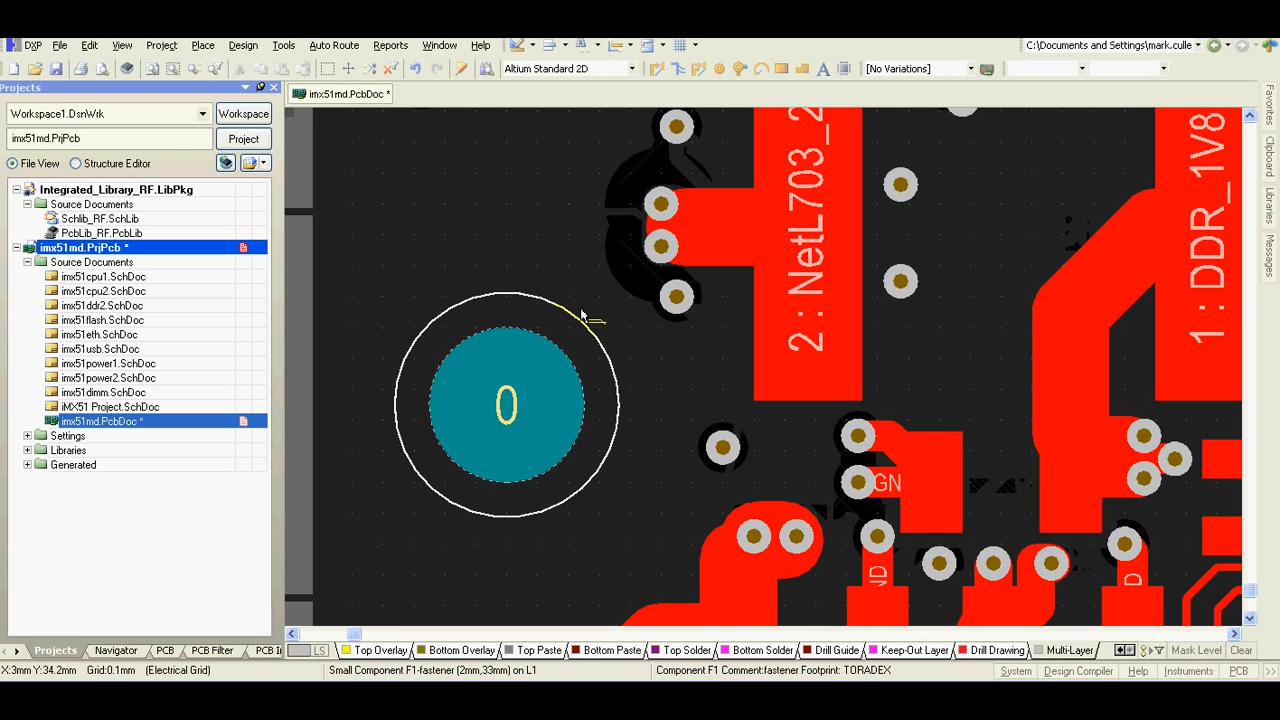 DXP File Edit View Project Place Design Tools Auto Route Reports Window Help
C:\Documents and Settings\mark.culle
Altium Standard 2D
[No Variations]
Projects
imx51md.PcbDoc *
Workspace1.DsnWrk
Workspace
imx51md.PrjPcb
Project
File View
Structure Editor
Integrated_Library_RF.LibPkg
Source Documents
Schlib_RF.SchLib
PcbLib_RF.PcbLib
imx51md.PrjPcb *
Source Documents
imx51cpu1.SchDoc
imx51cpu2.SchDoc
imx51ddr2.SchDoc
imx51flash.SchDoc
imx51eth.SchDoc
imx51usb.SchDoc
imx51power1.SchDoc
imx51power2.SchDoc
imx51dimm.SchDoc
iMX51 Project.SchDoc
imx51md.PcbDoc *
Settings
Libraries
Generated
0
2 : NetL703_2
1 : DDR_1V8
GN
ND
D
Favorites
Clipboard
Libraries
Messages
Projects Navigator PCB PCB Filter PCB I
LS Top Overlay Bottom Overlay Top Paste Bottom Paste Top Solder Bottom Solder Drill Guide Keep-Out Layer Drill Drawing Multi-Layer Mask Level Clear
X:3mm Y:34.2mm Grid:0.1mm (Electrical Grid)
Small Component F1-fastener (2mm,33mm) on L1
Component F1 Comment:fastener Footprint: TORADEX
System Design Compiler Help Instruments PCB >>